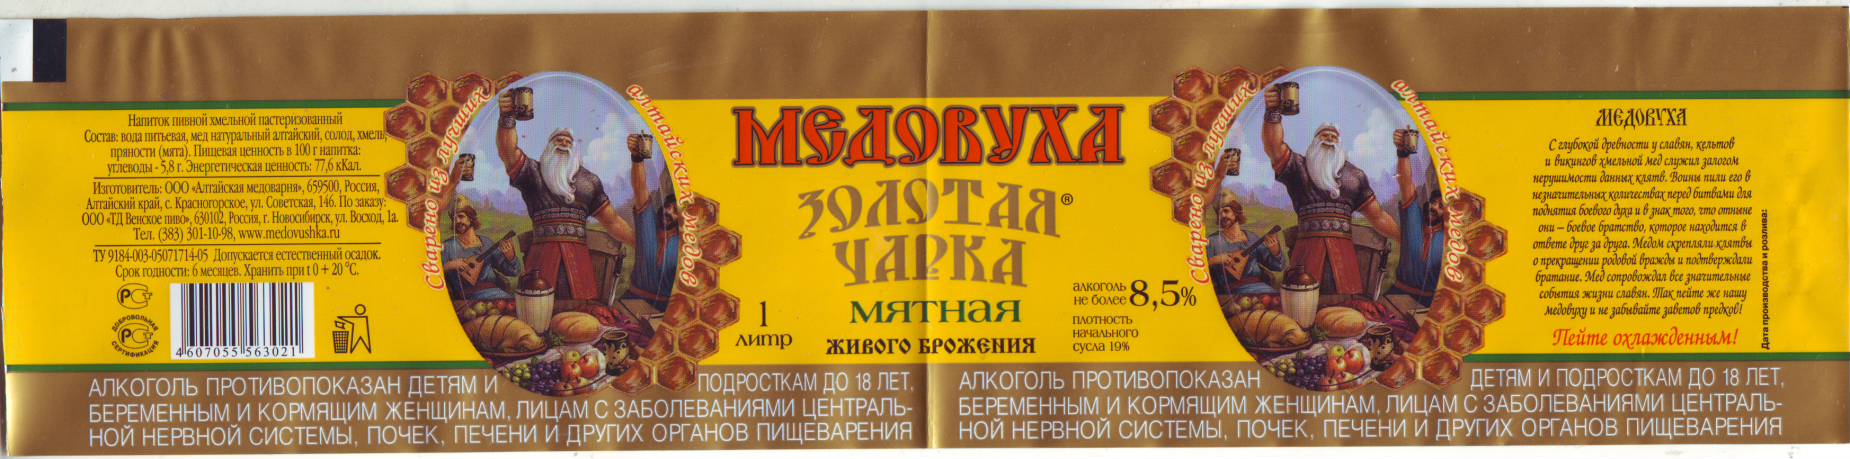 Напиток пивной хмельной пастеризованный
Состав: вода питьевая, мед натуральный алтайский, солод, хмель,
пряности (мята). Пищевая ценность в 100 г напитка:
углеводы - 5,8 г. Энергетическая ценность: 77,6 кКал.
Изготовитель: ООО «Алтайская медоварня», 659500, Россия,
Алтайский край, с. Красногорское, ул. Советская, 146. По заказу:
ООО «ТД Венское пиво», 630102, Россия, г. Новосибирск, ул. Восход, 1а.
Тел. (383) 301-10-98, www.medovushka.ru
ТУ 9184-003-05071714-05 Допускается естественный осадок.
Срок годности: 6 месяцев. Хранить при t 0 + 20 °С.
ДОБРОВОЛЬНАЯ
СЕРТИФИКАЦИЯ
4 607055 563021
Сварено из лучших
алтайских медов
МЕДОВУХА
ЗОЛОТАЯ®
ЧАРКА
МЯТНАЯ
ЖИВОГО БРОЖЕНИЯ
1
литр
алкоголь
не более 8,5%
плотность
начального
сусла 19%
Сварено из лучших
алтайских медов
МЕДОВУХА
С глубокой древности у славян, кельтов
и викингов хмельной мед служил залогом
нерушимости данных клятв. Воины пили его в
незначительных количествах перед битвами для
поднятия боевого духа и в знак того, что отныне
они – боевое братство, которое находится в
ответе друг за друга. Медом скрепляли клятвы
о прекращении родовой вражды и подтверждали
братание. Мед сопровождал все значительные
события жизни славян. Так пейте же нашу
медовуху и не забывайте заветов предков!
Пейте охлажденным!
Дата производства и розлива:
АЛКОГОЛЬ ПРОТИВОПОКАЗАН ДЕТЯМ И ПОДРОСТКАМ ДО 18 ЛЕТ,
БЕРЕМЕННЫМ И КОРМЯЩИМ ЖЕНЩИНАМ, ЛИЦАМ С ЗАБОЛЕВАНИЯМИ ЦЕНТРАЛЬ-
НОЙ НЕРВНОЙ СИСТЕМЫ, ПОЧЕК, ПЕЧЕНИ И ДРУГИХ ОРГАНОВ ПИЩЕВАРЕНИЯ
АЛКОГОЛЬ ПРОТИВОПОКАЗАН ДЕТЯМ И ПОДРОСТКАМ ДО 18 ЛЕТ,
БЕРЕМЕННЫМ И КОРМЯЩИМ ЖЕНЩИНАМ, ЛИЦАМ С ЗАБОЛЕВАНИЯМИ ЦЕНТРАЛЬ-
НОЙ НЕРВНОЙ СИСТЕМЫ, ПОЧЕК, ПЕЧЕНИ И ДРУГИХ ОРГАНОВ ПИЩЕВАРЕНИЯ